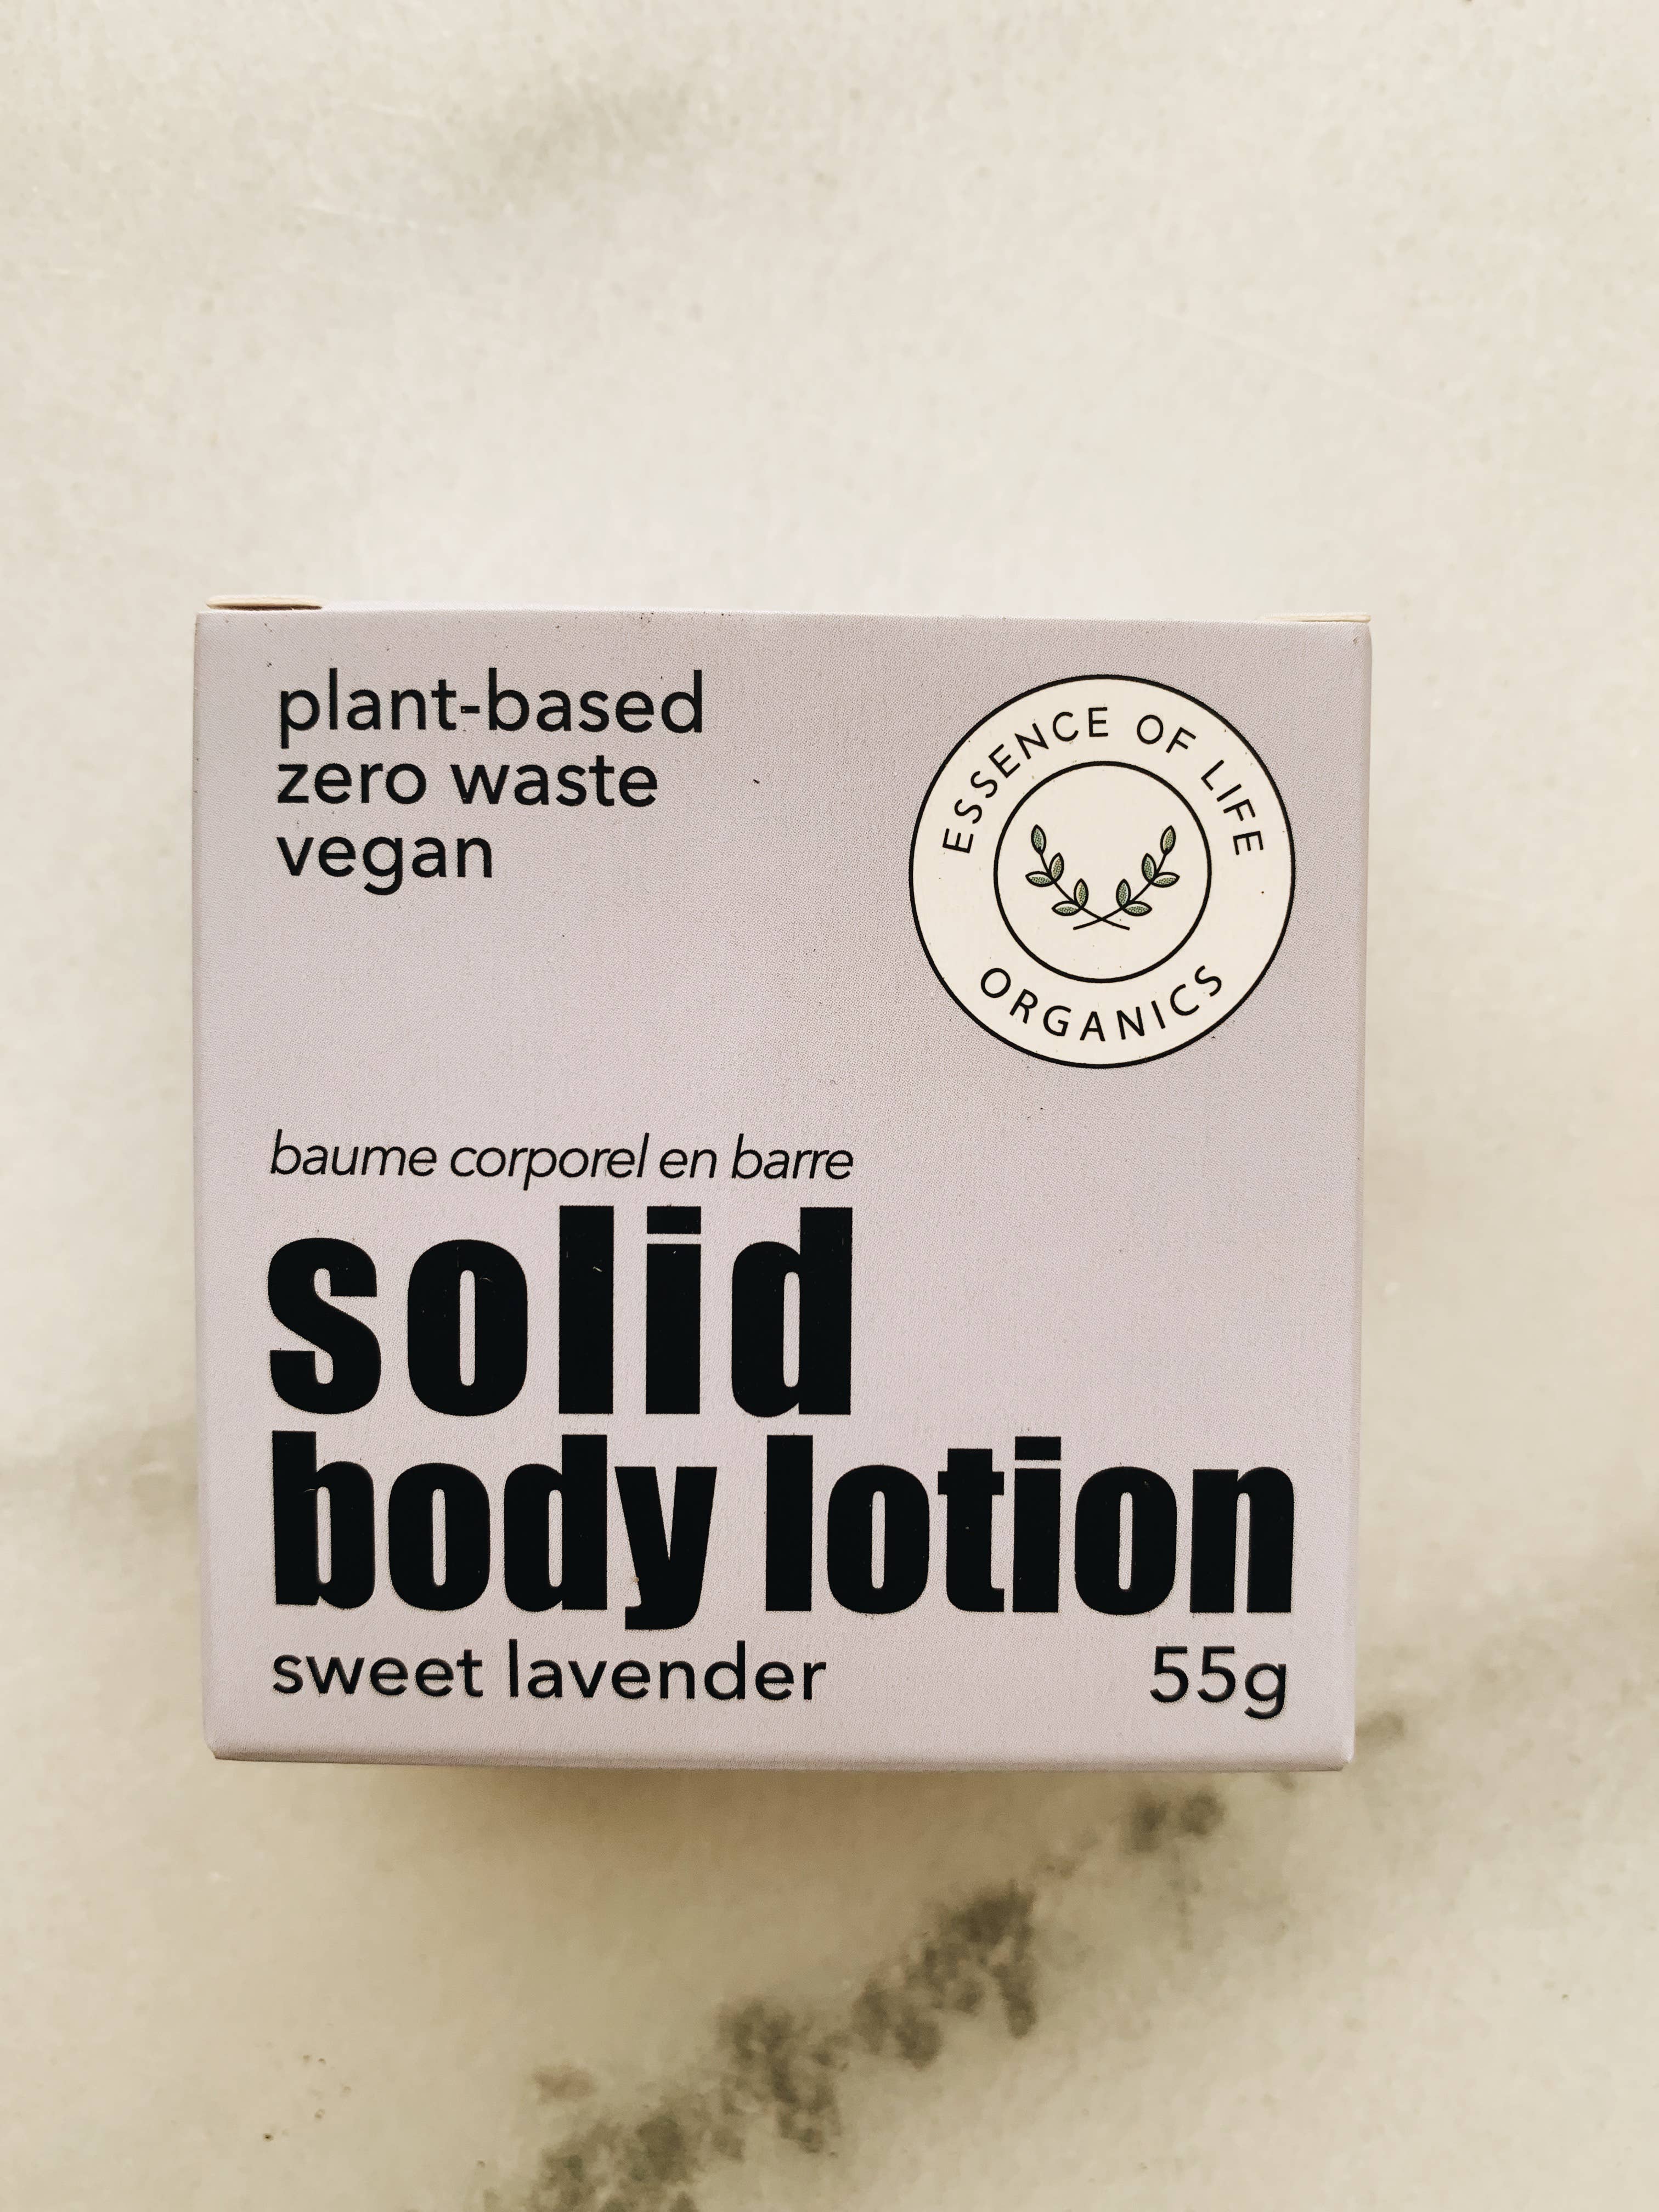 plant-based
zero waste
vegan
ESSENCE OF LIFE
ORGANICS
baume corporel en barre
solid
body lotion
sweet lavender 55g